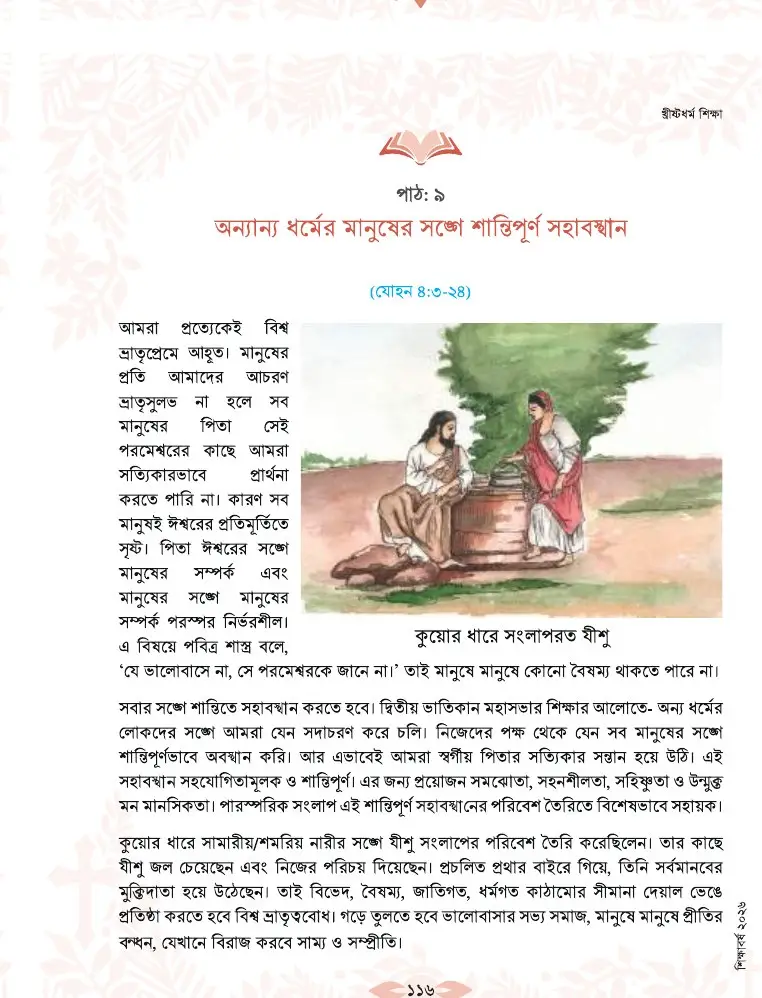 খ্রীষ্টধর্ম শিক্ষা
পাঠ: ৯
অন্যান্য ধর্মের মানুষের সঙ্গে শান্তিপূর্ণ সহাবস্থান
(যোহন ৪:৩-২৪)
আমরা প্রত্যেকেই বিশ্ব
ভ্রাতৃপ্রেমে আহূত। মানুষের
প্রতি আমাদের আচরণ
ভ্রাতৃসুলভ না হলে সব
মানুষের পিতা সেই
পরমেশ্বরের কাছে আমরা
সত্যিকারভাবে প্রার্থনা
করতে পারি না। কারণ সব
মানুষই ঈশ্বরের প্রতিমূর্তিতে
সৃষ্ট। পিতা ঈশ্বরের সঙ্গে
মানুষের সম্পর্ক এবং
মানুষের সঙ্গে মানুষের
সম্পর্ক পরস্পর নির্ভরশীল।
এ বিষয়ে পবিত্র শাস্ত্র বলে,
কুয়োর ধারে সংলাপরত যীশু
‘যে ভালোবাসে না, সে পরমেশ্বরকে জানে না।’ তাই মানুষে মানুষে কোনো বৈষম্য থাকতে পারে না।
সবার সঙ্গে শান্তিতে সহাবস্থান করতে হবে। দ্বিতীয় ভাতিকান মহাসভার শিক্ষার আলোতে- অন্য ধর্মের
লোকদের সঙ্গে আমরা যেন সদাচরণ করে চলি। নিজেদের পক্ষ থেকে যেন সব মানুষের সঙ্গে
শান্তিপূর্ণভাবে অবস্থান করি। আর এভাবেই আমরা স্বর্গীয় পিতার সত্যিকার সন্তান হয়ে উঠি। এই
সহাবস্থান সহযোগিতামূলক ও শান্তিপূর্ণ। এর জন্য প্রয়োজন সমঝোতা, সহনশীলতা, সহিষ্ণুতা ও উন্মুক্ত
মন মানসিকতা। পারস্পরিক সংলাপ এই শান্তিপূর্ণ সহাবস্থানের পরিবেশ তৈরিতে বিশেষভাবে সহায়ক।
কুয়োর ধারে সামারীয়/শমরিয় নারীর সঙ্গে যীশু সংলাপের পরিবেশ তৈরি করেছিলেন। তার কাছে
যীশু জল চেয়েছেন এবং নিজের পরিচয় দিয়েছেন। প্রচলিত প্রথার বাইরে গিয়ে, তিনি সর্বমানবের
মুক্তিদাতা হয়ে উঠেছেন। তাই বিভেদ, বৈষম্য, জাতিগত, ধর্মগত কাঠামোর সীমানা দেয়াল ভেঙে
প্রতিষ্ঠা করতে হবে বিশ্ব ভ্রাতৃত্ববোধ। গড়ে তুলতে হবে ভালোবাসার সভ্য সমাজ, মানুষে মানুষে প্রীতির
বন্ধন, যেখানে বিরাজ করবে সাম্য ও সম্প্রীতি।
শিক্ষাবর্ষ ২০২৬
১১৬